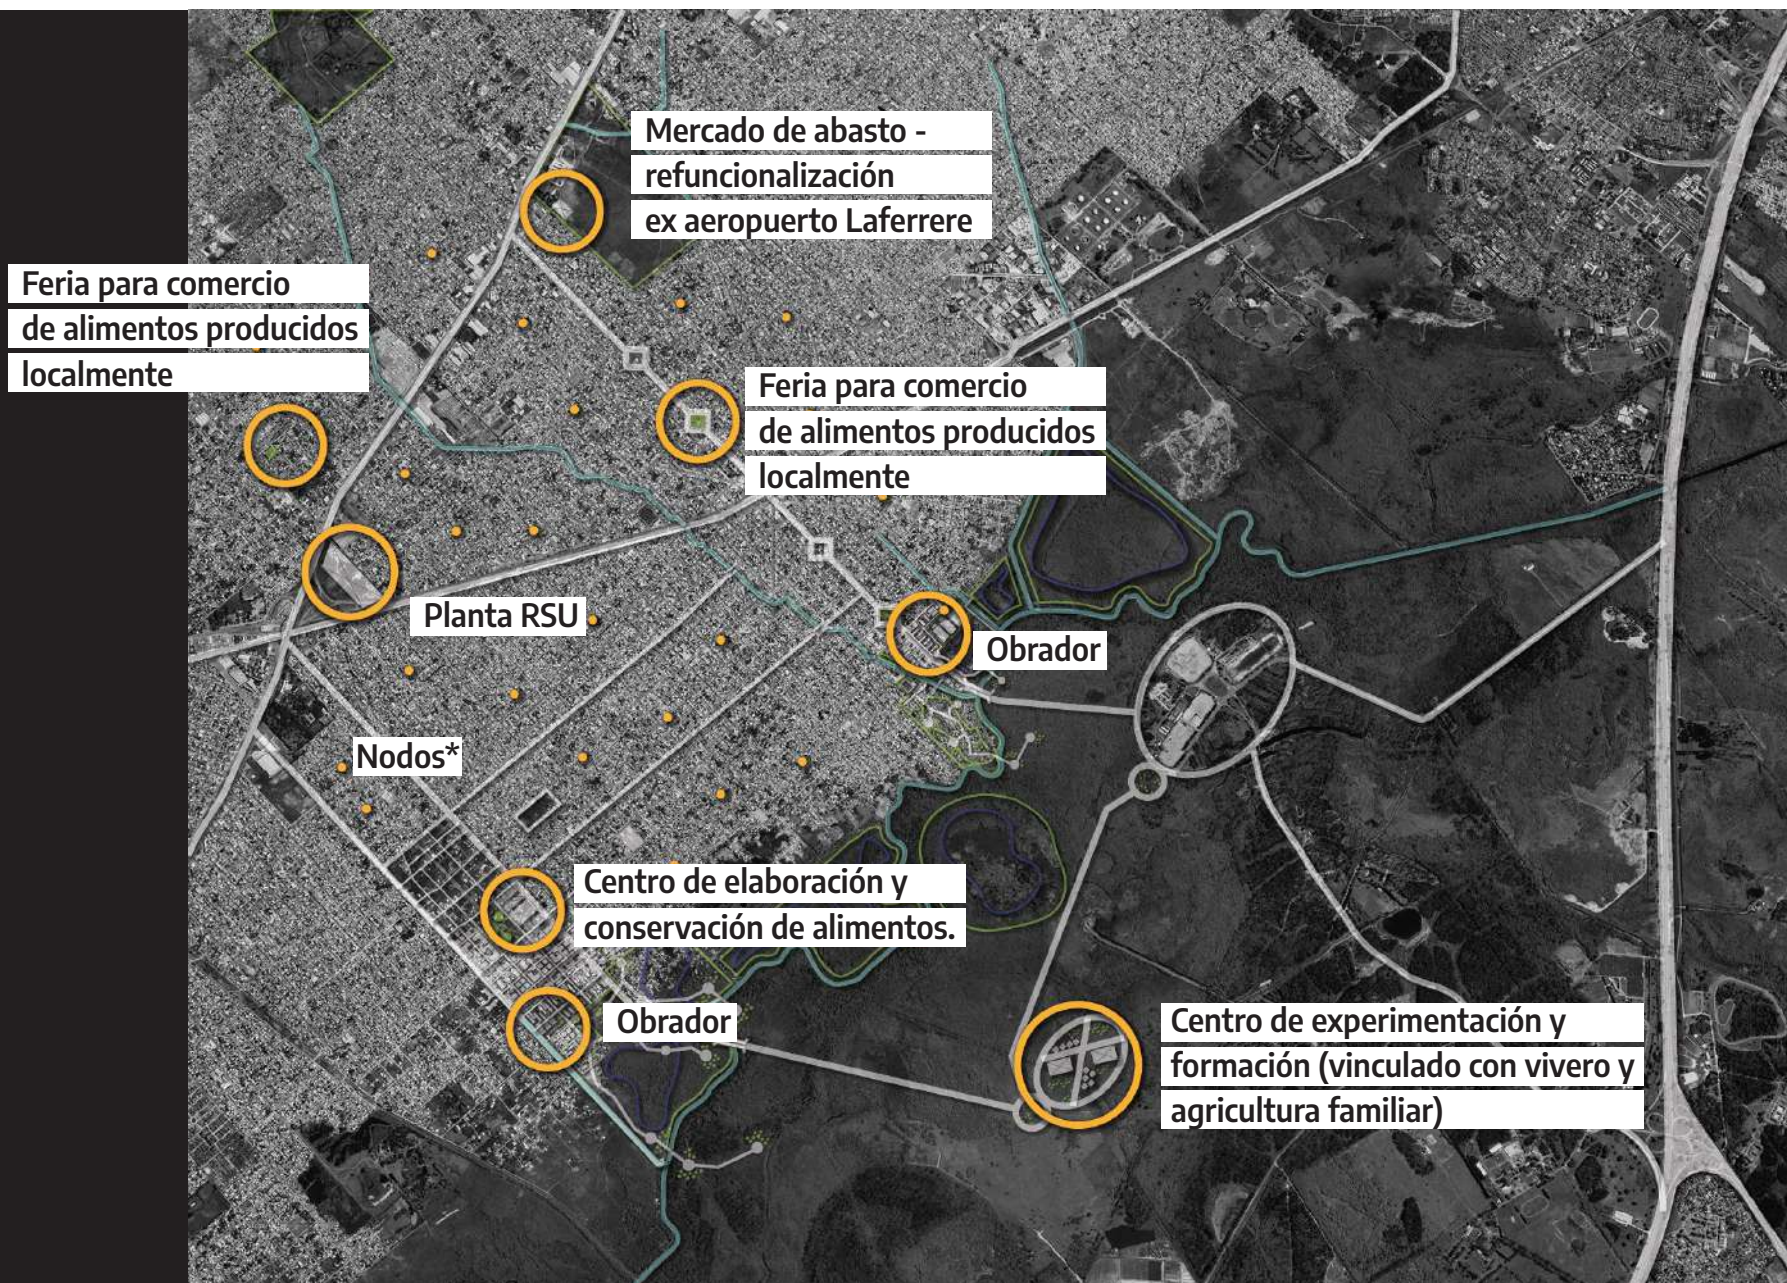 Mercado de abasto -
refuncionalización
ex aeropuerto Laferrere
Feria para comercio
de alimentos producidos
localmente
Feria para comercio
de alimentos producidos
localmente
Planta RSU
Obrador
Nodos*
Centro de elaboración y
conservación de alimentos.
Obrador
Centro de experimentación y
formación (vinculado con vivero y
agricultura familiar)